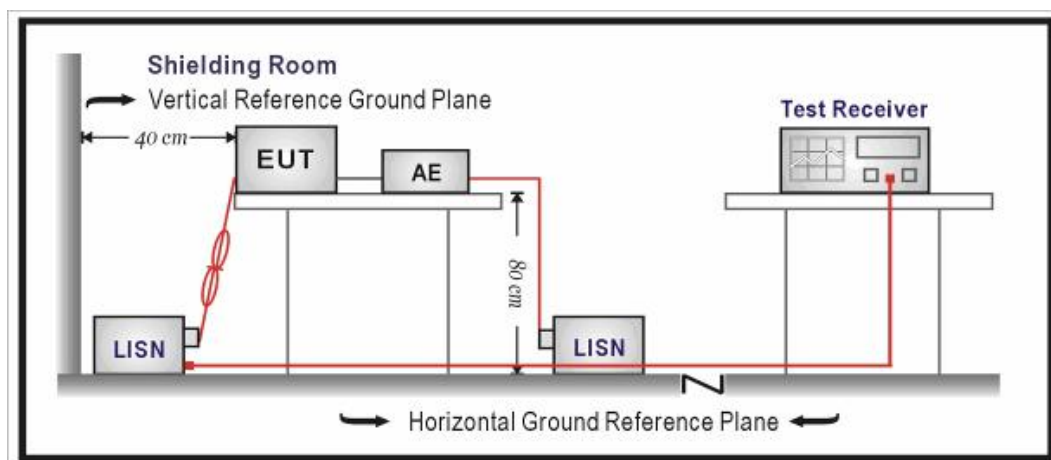 Shielding Room
Vertical Reference Ground Plane
40 cm
Test Receiver
EUT
AE
80 cm
LISN
LISN
Horizontal Ground Reference Plane